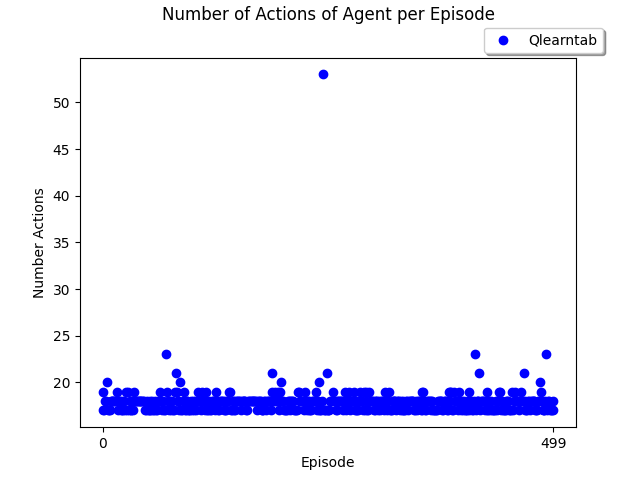 Number of Actions of Agent per Episode
Qlearntab
50
45
40
35
30
25
20
Number Actions
0
499
Episode